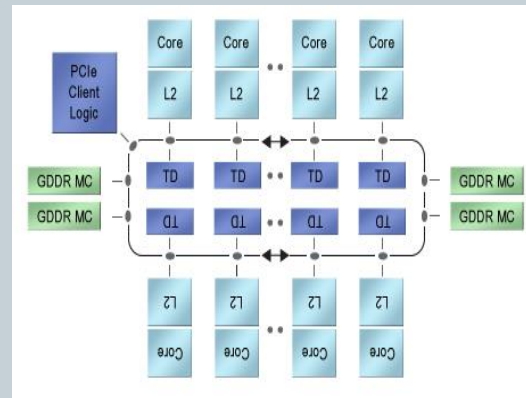 Core Core Core Core
PCIe
Client
Logic
L2 L2 L2 L2
GDDR MC TD TD TD TD GDDR MC
GDDR MC TD TD TD TD GDDR MC
L2 L2 L2 L2
Core Core Core Core